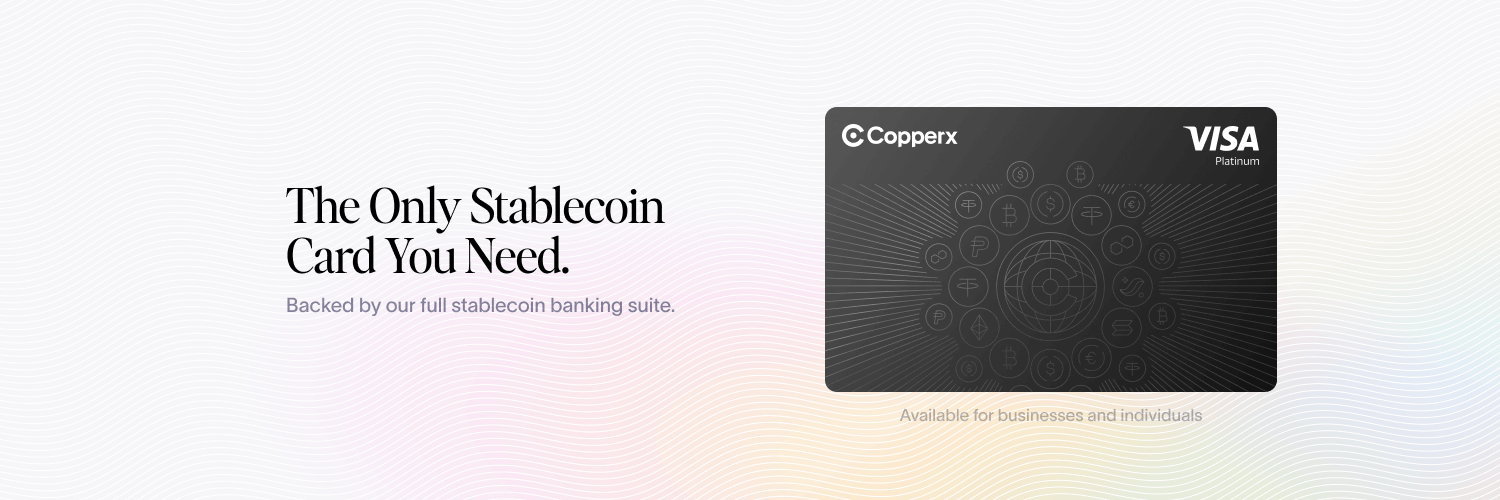 The Only Stablecoin
Card You Need.
Backed by our full stablecoin banking suite.
Copperx
VISA
Platinum
Available for businesses and individuals